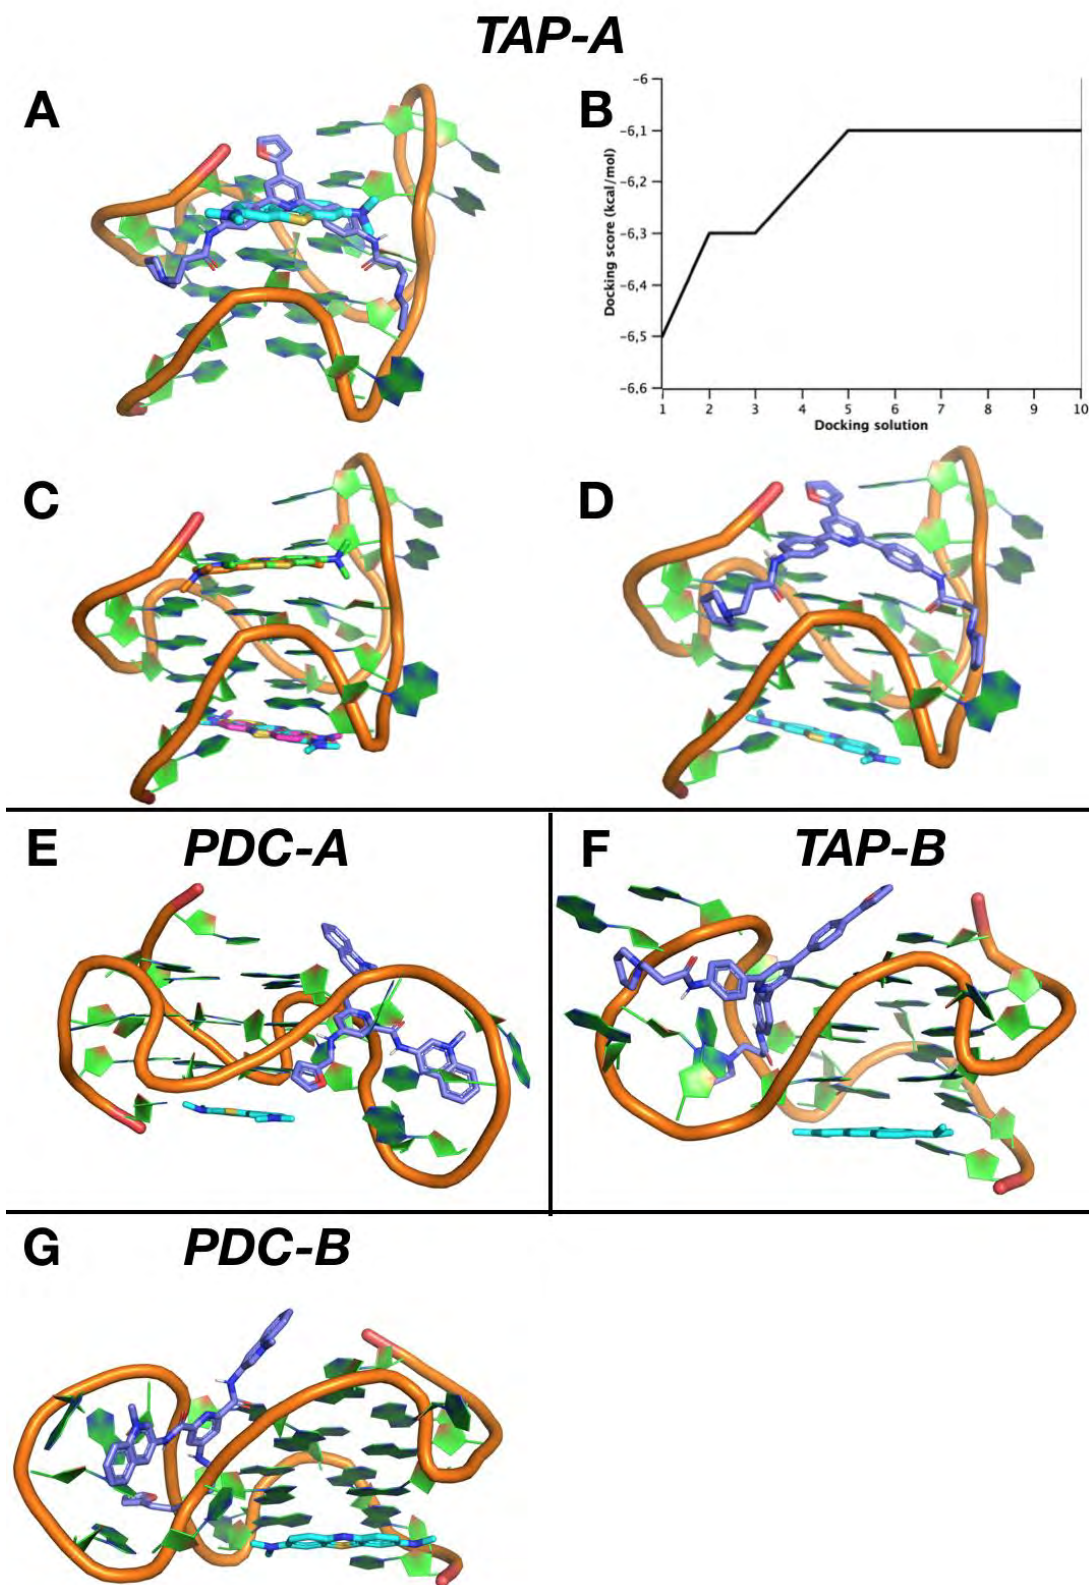 TAP-A
A
B
-6
-6,1
-6,2
-6,3
-6,4
-6,5
-6,6
Docking score (kcal/mol)
1 2 3 4 5 6 7 8 9 10
Docking solution
C
D
E PDC-A
F TAP-B
G PDC-B